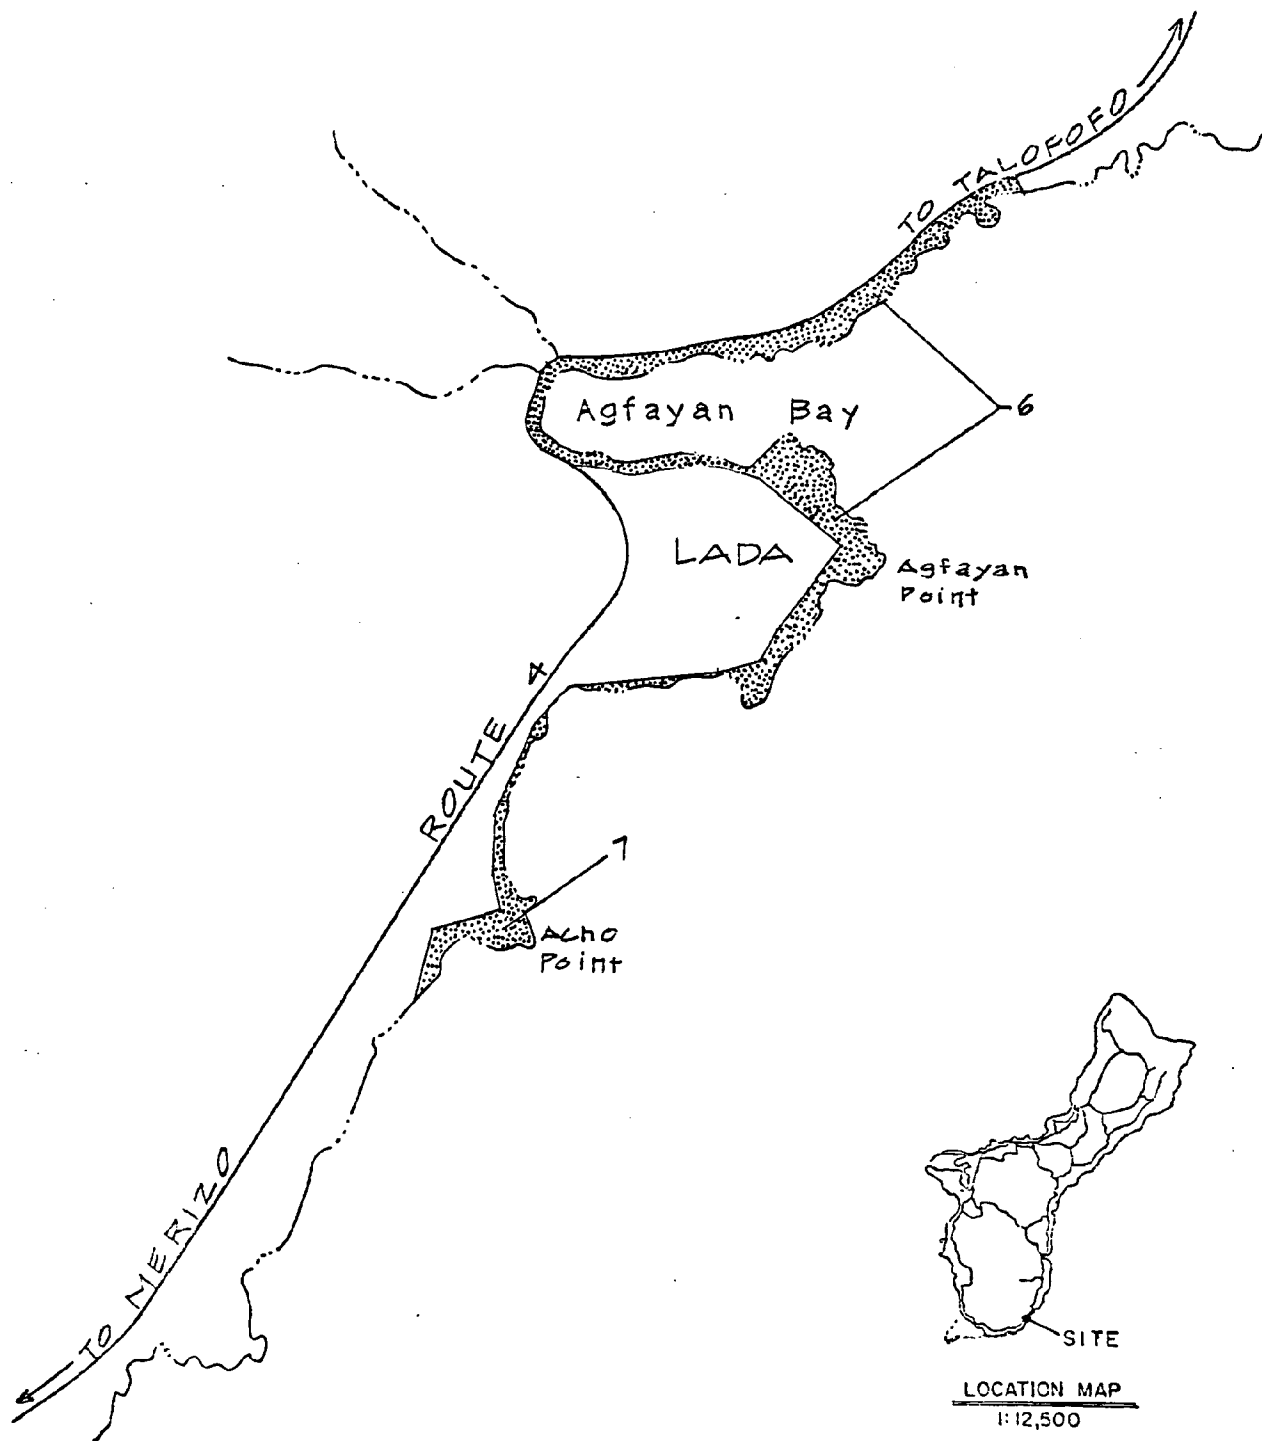 TO TALOFOFO
6
Agfayan Bay
LADA
Agfayan
Point
ROUTE 4
7
Acho
Point
TO MERIZO
SITE
LOCATION MAP
1:12,500